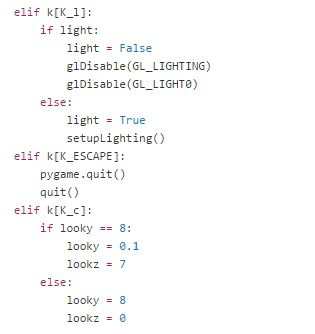 elif k[K_l]:
    if light:
        light = False
        glDisable(GL_LIGHTING)
        glDisable(GL_LIGHT0)
    else:
        light = True
        setupLighting()
elif k[K_ESCAPE]:
    pygame.quit()
    quit()
elif k[K_c]:
    if looky == 8:
        looky = 0.1
        lookz = 7
    else:
        looky = 8
        lookz = 0